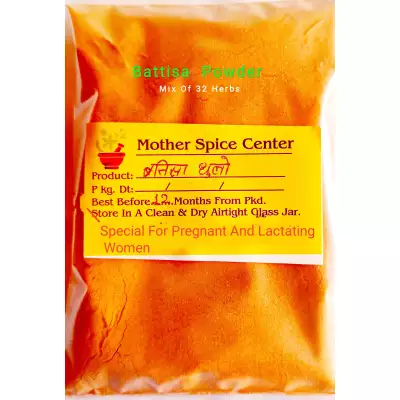 Battisa Powder
Mix Of 32 Herbs
Mother Spice Center
Product: बत्तिसा धुलो
P kg. Dt: / /
Best Before 12 Months From Pkd.
Store In A Clean & Dry Airtight Glass Jar.
Special For Pregnant And Lactating
Women